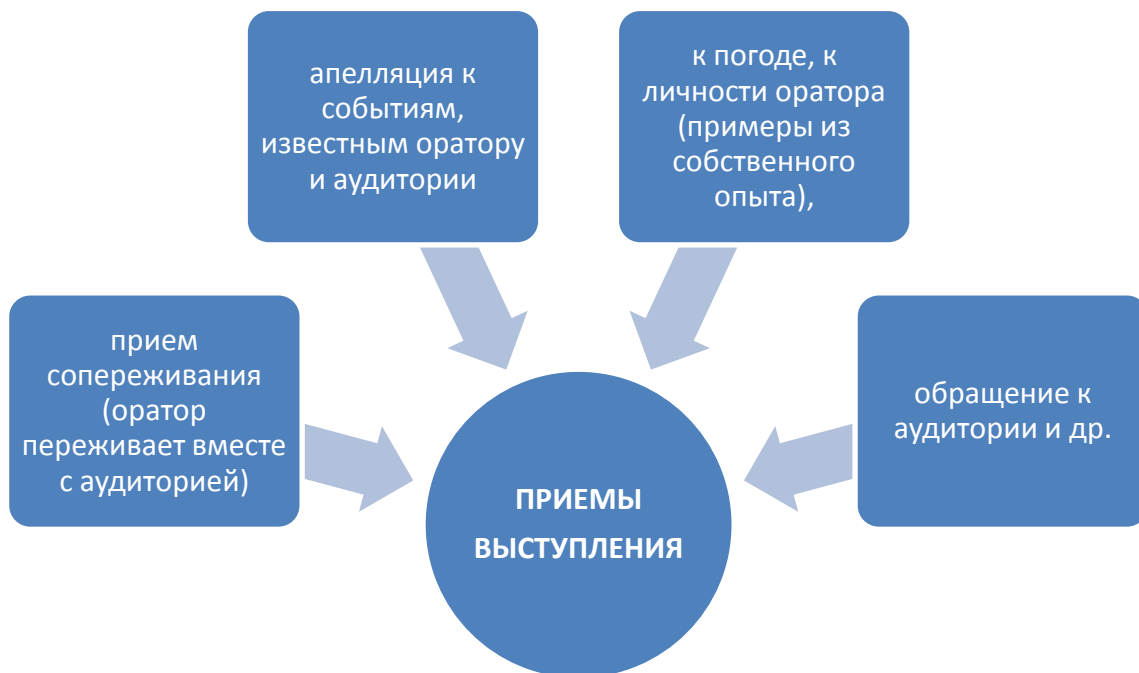 апелляция к
событиям,
известным оратору
и аудитории
к погоде, к
личности оратора
(примеры из
собственного
опыта),
прием
сопереживания
(оратор
переживает вместе
с аудиторией)
обращение к
аудитории и др.
ПРИЕМЫ
ВЫСТУПЛЕНИЯ